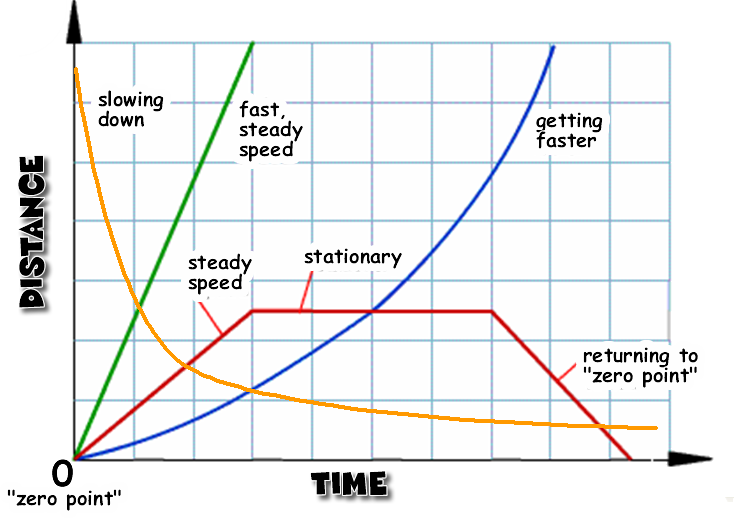 slowing
down
fast,
steady
speed
getting
faster
DISTANCE
steady
speed
stationary
returning to
"zero point"
0
"zero point"
TIME